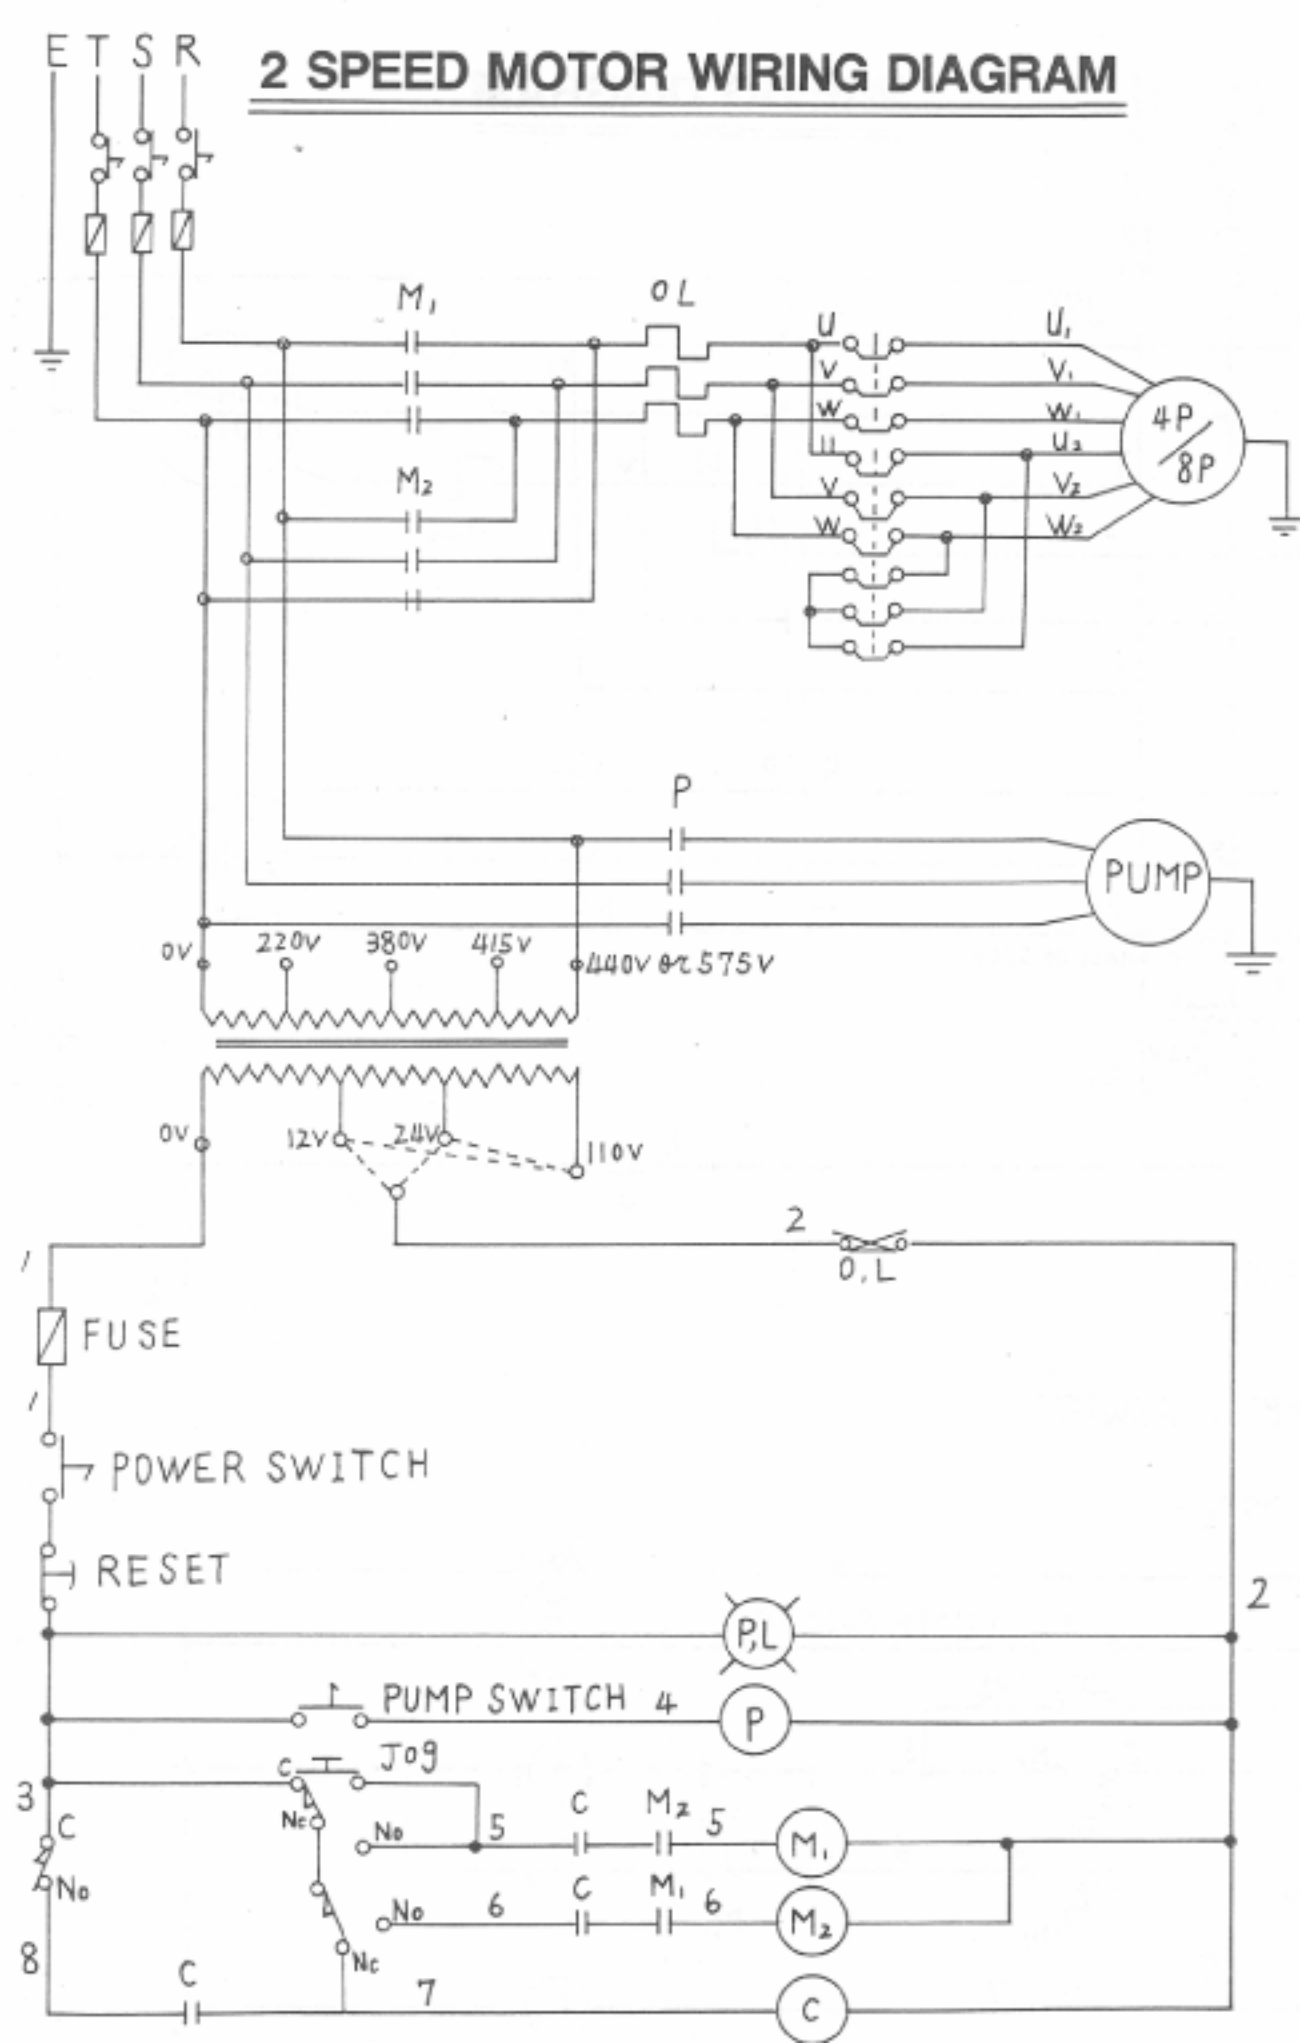 E T S R
2 SPEED MOTOR WIRING DIAGRAM
M1
OL
U
U1
V
V1
W
W1
4P/8P
U
U2
M2
V
V2
W
W2
P
PUMP
0V
220V
380V
415V
440V or 575V
0V
12V
24V
110V
2
O,L
1
FUSE
1
POWER SWITCH
RESET
2
P,L
PUMP SWITCH
4
P
C
Jog
3
C
Nc
No
5
C
M2
5
M1
No
No
6
C
M1
6
M2
8
Nc
C
7
C